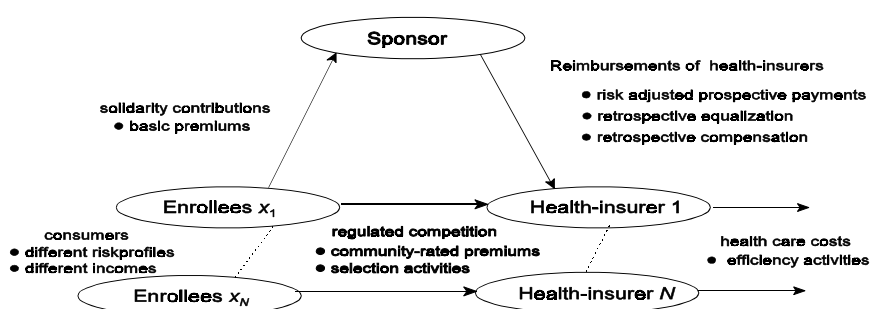 Sponsor
Reimbursements of health-insurers
● risk adjusted prospective payments
● retrospective equalization
● retrospective compensation
solidarity contributions
● basic premiums
Enrollees x1
Health-insurer 1
consumers
● different riskprofiles
● different incomes
regulated competition
● community-rated premiums
● selection activities
health care costs
● efficiency activities
Enrollees xN
Health-insurer N